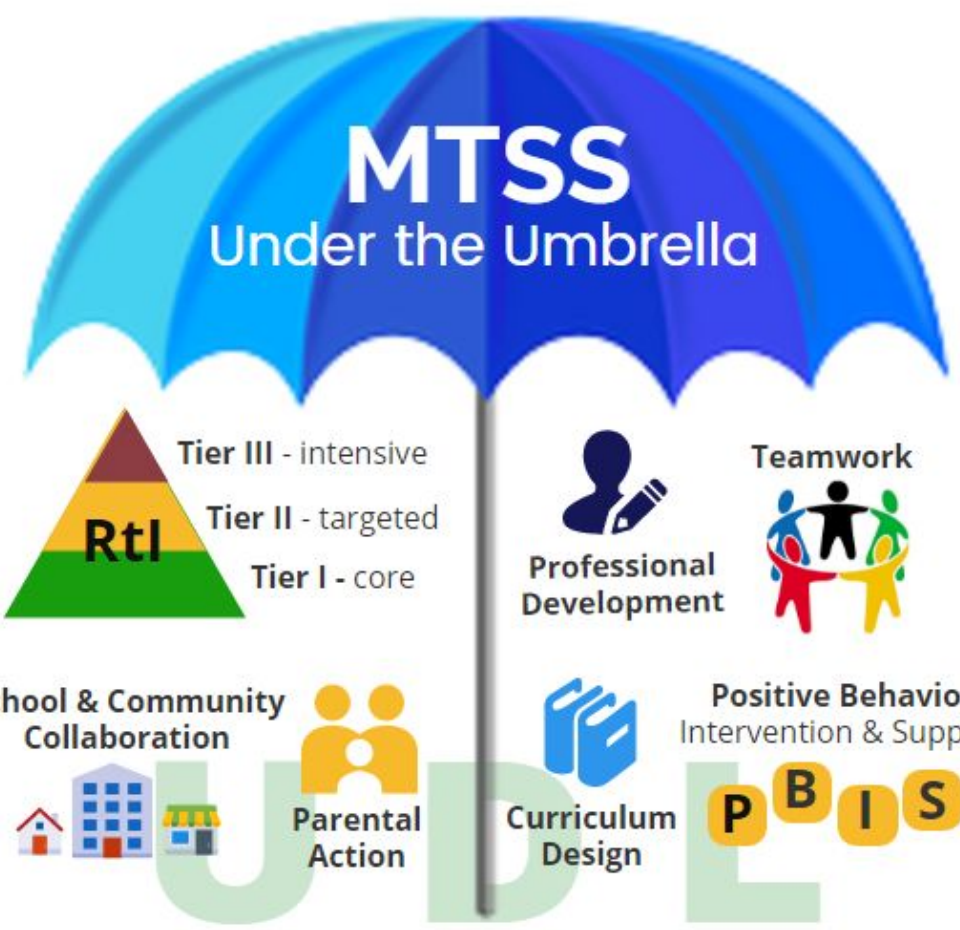 MTSS
Under the Umbrella
RtI
Tier III - intensive
Tier II - targeted
Tier I - core
Professional
Development
Teamwork
hool & Community
Collaboration
Parental
Action
Curriculum
Design
Positive Behavio
Intervention & Supp
P B I S
UDL